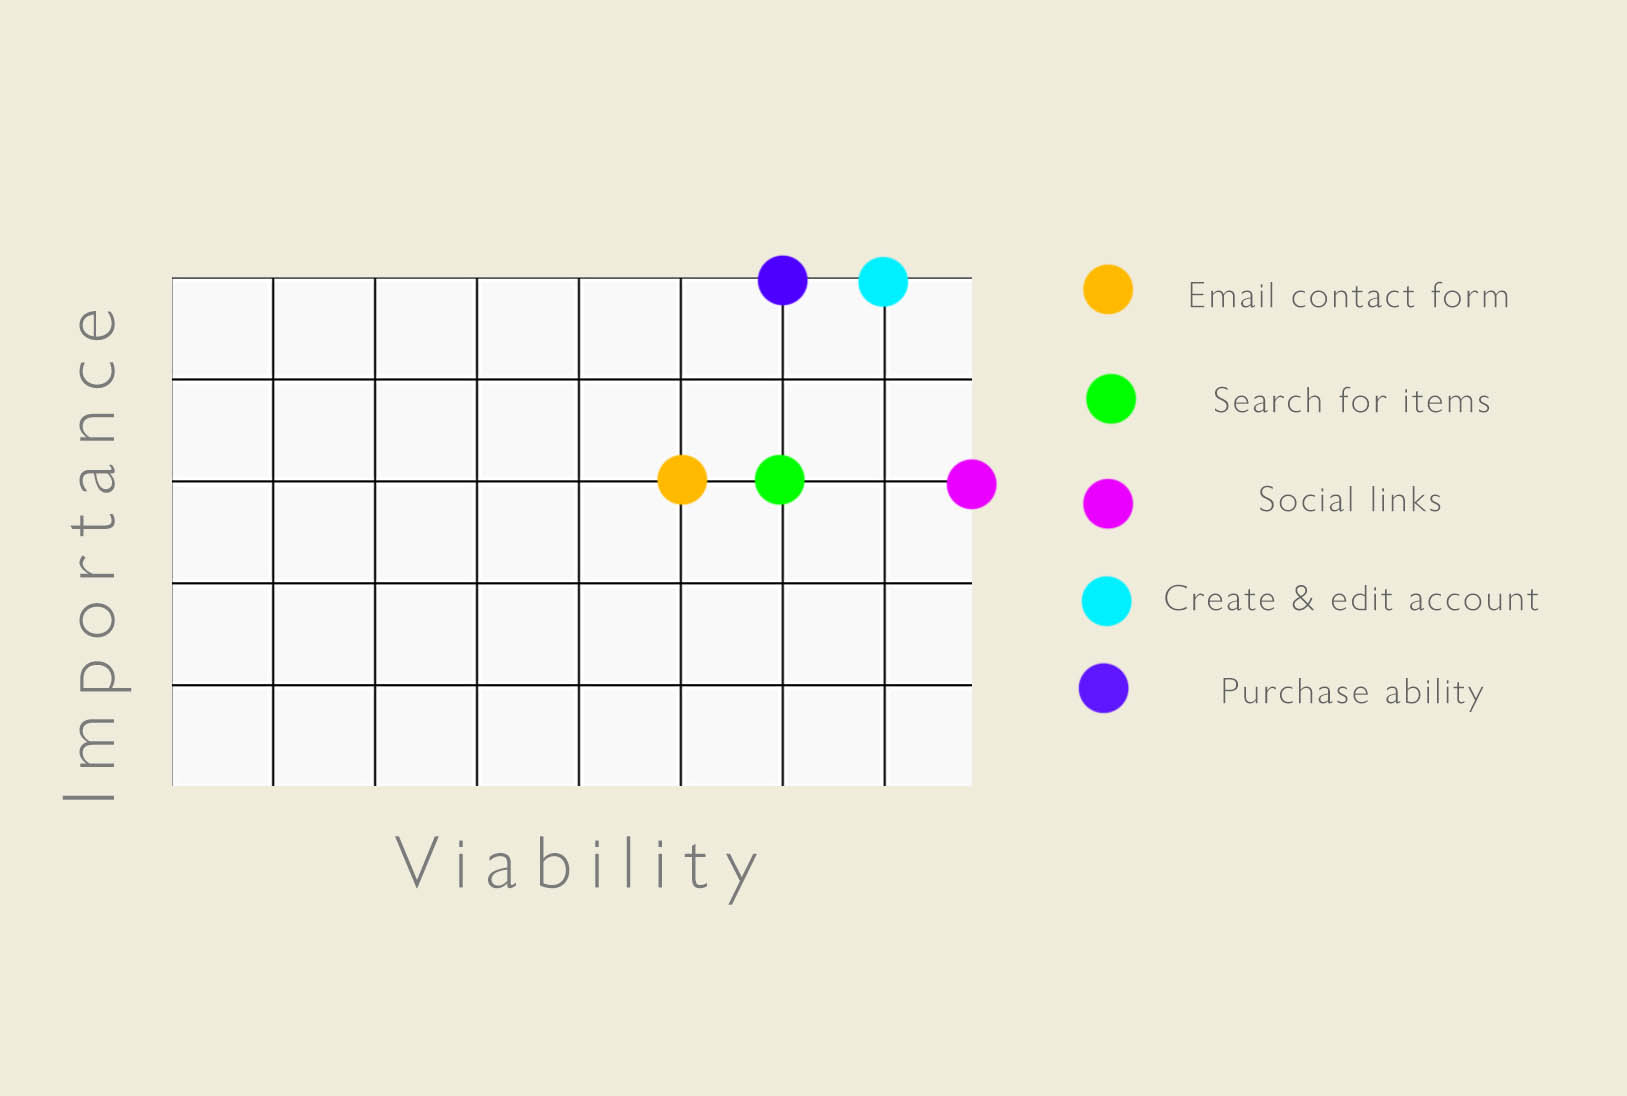 Importance
Viability
Email contact form
Search for items
Social links
Create & edit account
Purchase ability